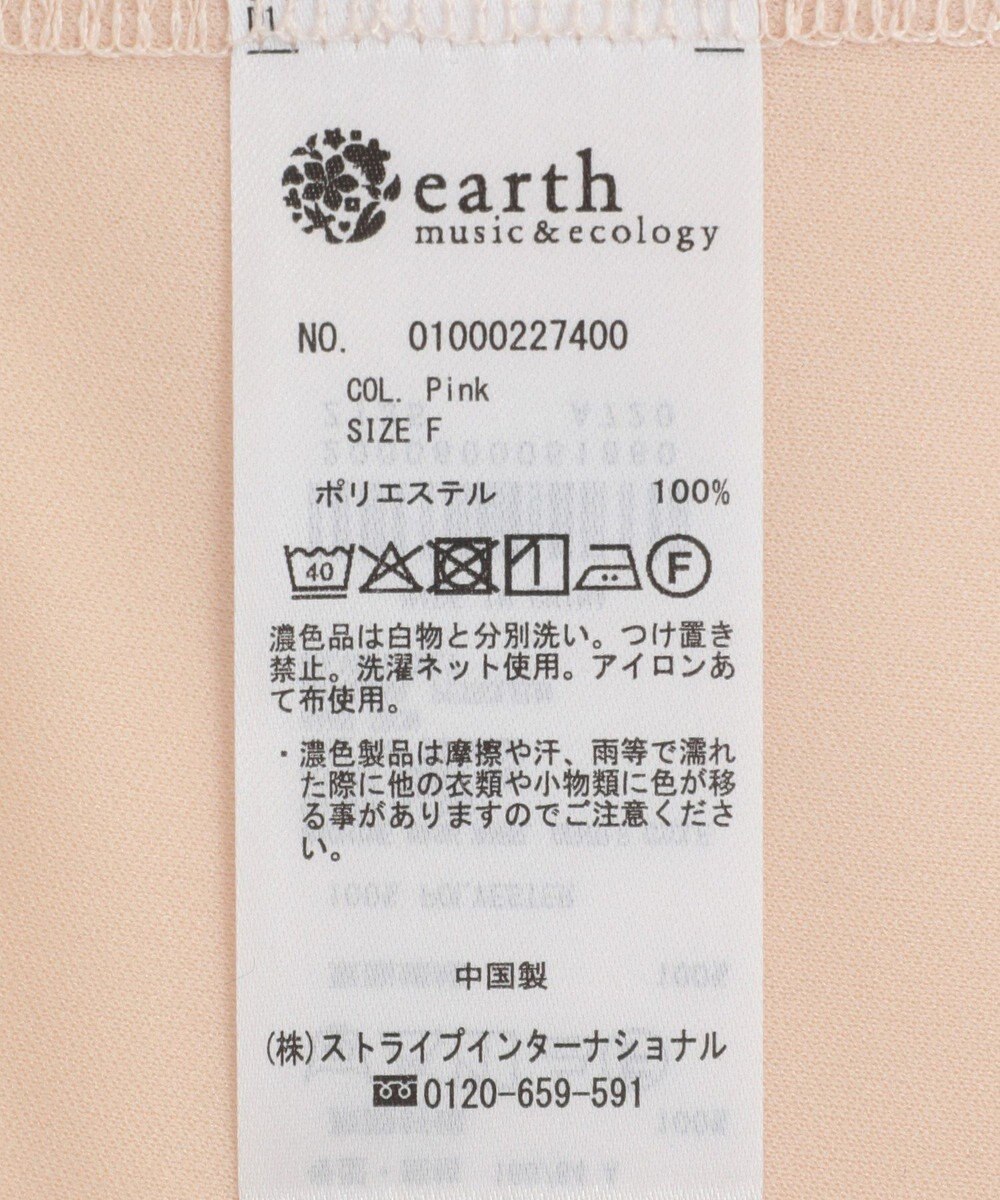 earth
music&ecology
NO. 01000227400
COL. Pink
SIZE F
ポリエステル 100%
40 F
濃色品は白物と分別洗い。つけ置き
禁止。洗濯ネット使用。アイロンあ
て布使用。
・濃色製品は摩擦や汗、雨等で濡れ
た際に他の衣類や小物類に色が移
る事がありますのでご注意くださ
い。
中国製
(株)ストライプインターナショナル
0120-659-591